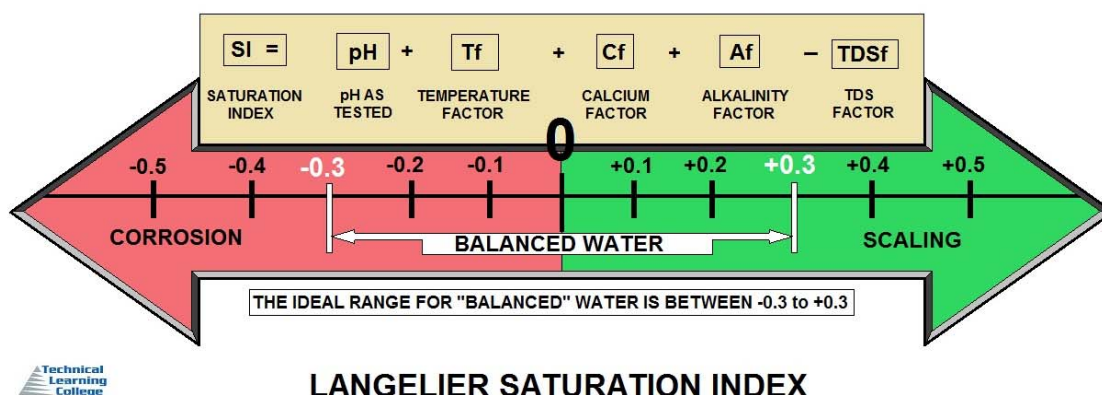 SI = pH + Tf + Cf + Af – TDSf
SATURATION INDEX
pH AS TESTED
TEMPERATURE FACTOR
CALCIUM FACTOR
ALKALINITY FACTOR
TDS FACTOR
-0.5 -0.4 -0.3 -0.2 -0.1 0 +0.1 +0.2 +0.3 +0.4 +0.5
CORROSION BALANCED WATER SCALING
THE IDEAL RANGE FOR "BALANCED" WATER IS BETWEEN -0.3 to +0.3
Technical
Learning
College
LANGELIER SATURATION INDEX